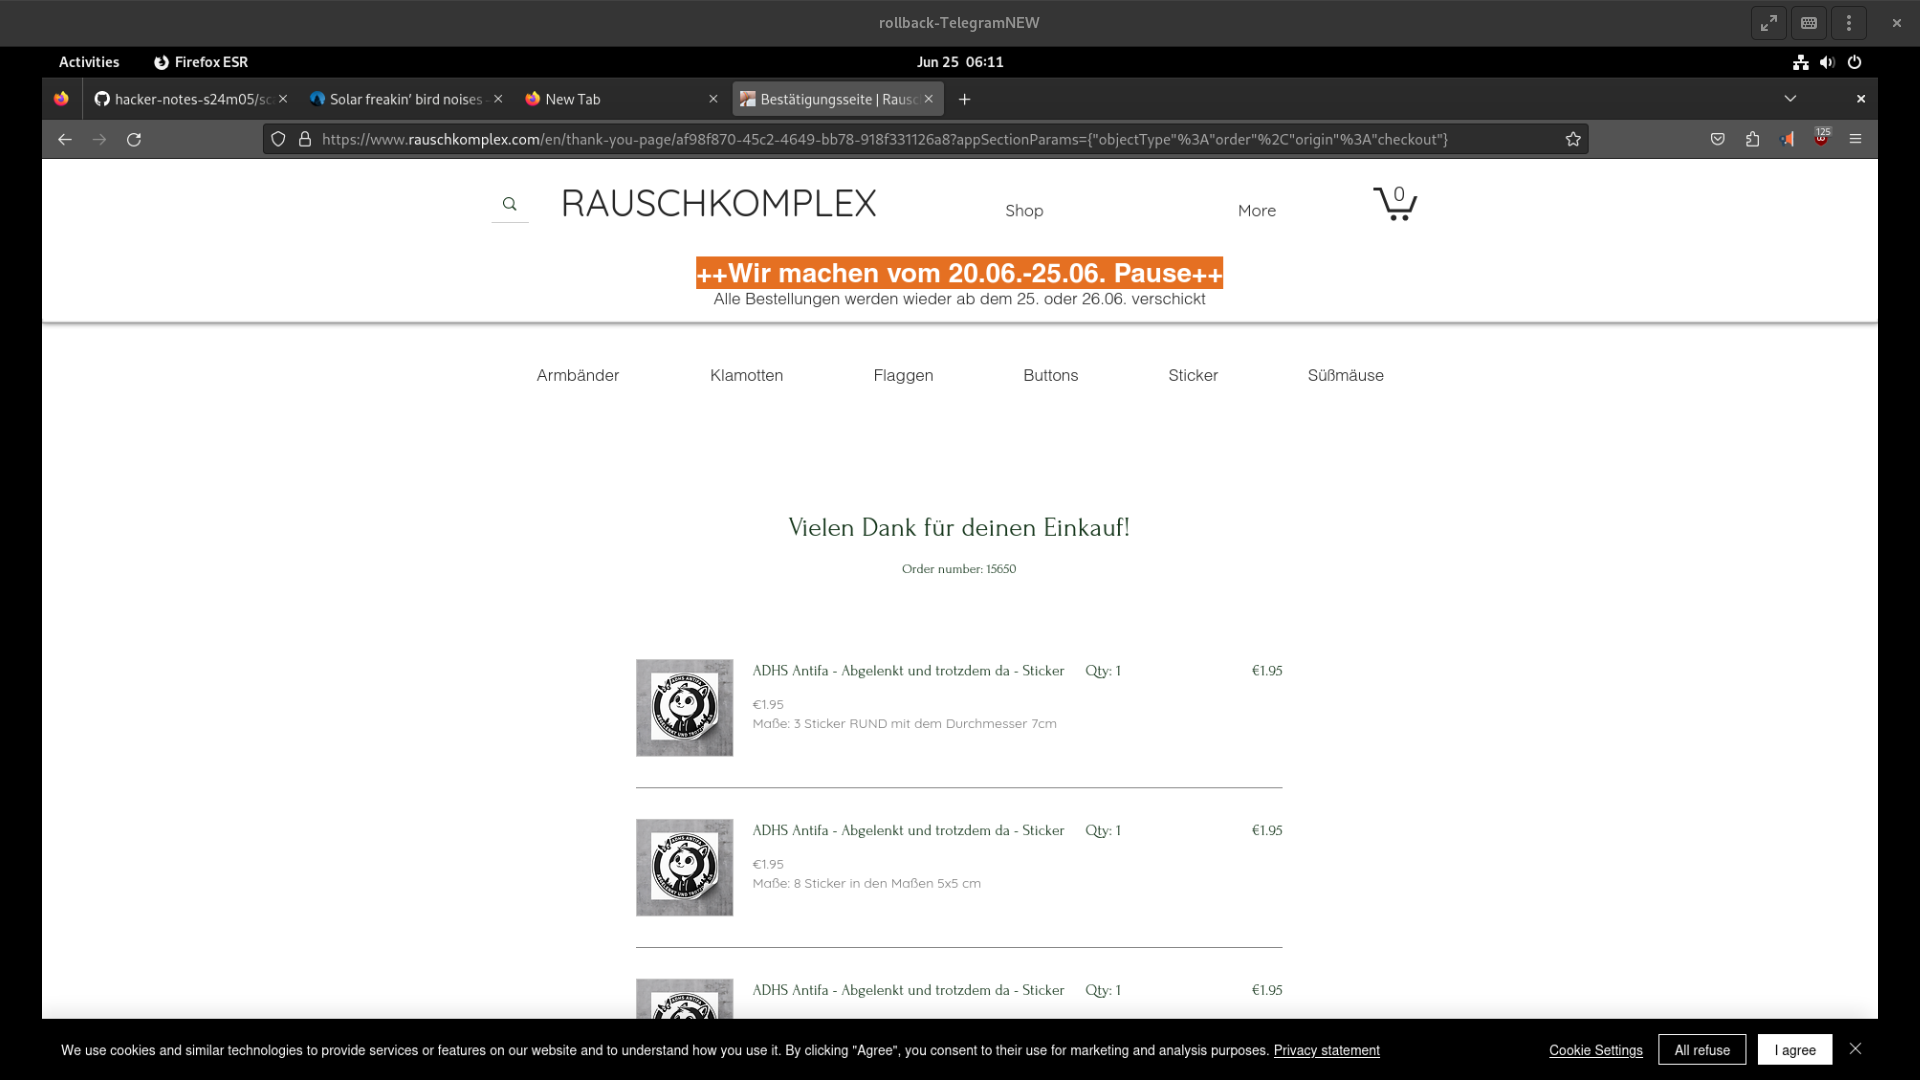 rollback-TelegramNEW
Activities Firefox ESR Jun 25 06:11
hacker-notes-s24m05/sc Solar freakin' bird noises - New Tab Bestätigungsseite | Rausc
https://www.rauschkomplex.com/en/thank-you-page/af98f870-45c2-4649-bb78-918f331126a8?appSectionParams={"objectType"%3A"order"%2C"origin"%3A"checkout"}
125
RAUSCHKOMPLEX Shop More 0
++Wir machen vom 20.06.-25.06. Pause++
Alle Bestellungen werden wieder ab dem 25. oder 26.06. verschickt
Armbänder Klamotten Flaggen Buttons Sticker Süßmäuse
Vielen Dank für deinen Einkauf!
Order number: 15650
ADHS Antifa - Abgelenkt und trotzdem da - Sticker Qty: 1 €1.95
€1.95
Maße: 3 Sticker RUND mit dem Durchmesser 7cm
ADHS Antifa - Abgelenkt und trotzdem da - Sticker Qty: 1 €1.95
€1.95
Maße: 8 Sticker in den Maßen 5x5 cm
ADHS Antifa - Abgelenkt und trotzdem da - Sticker Qty: 1 €1.95
We use cookies and similar technologies to provide services or features on our website and to understand how you use it. By clicking "Agree", you consent to their use for marketing and analysis purposes. Privacy statement
Cookie Settings All refuse I agree